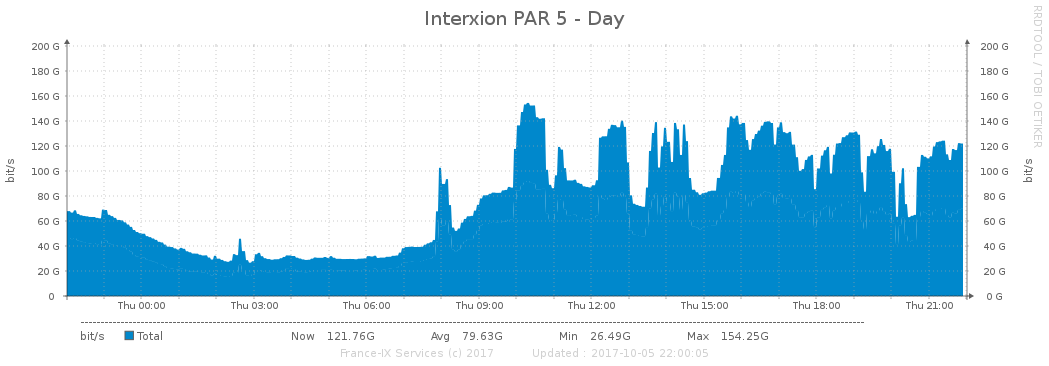 Interxion PAR 5 - Day
RRDTOOL / TOBI OETIKER
bit/s
200 G
180 G
160 G
140 G
120 G
100 G
80 G
60 G
40 G
20 G
0
200 G
180 G
160 G
140 G
120 G
100 G
80 G
60 G
40 G
20 G
0 G
bit/s
Thu 00:00 Thu 03:00 Thu 06:00 Thu 09:00 Thu 12:00 Thu 15:00 Thu 18:00 Thu 21:00
bit/s Total Now 121.76G Avg 79.63G Min 26.49G Max 154.25G
France-IX Services (c) 2017 Updated : 2017-10-05 22:00:05